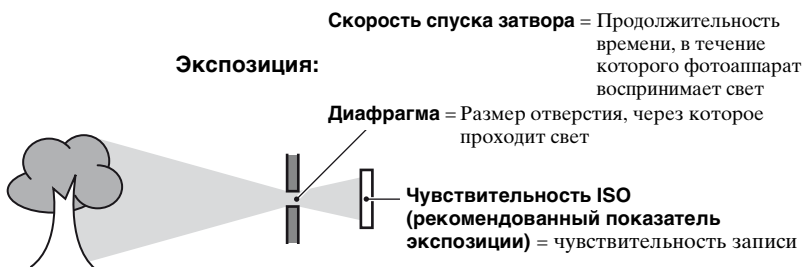 Скорость спуска затвора = Продолжительность
времени, в течение
которого фотоаппарат
воспринимает свет
Экспозиция:
Диафрагма = Размер отверстия, через которое
проходит свет
Чувствительность ISO
(рекомендованный показатель
экспозиции) = чувствительность записи